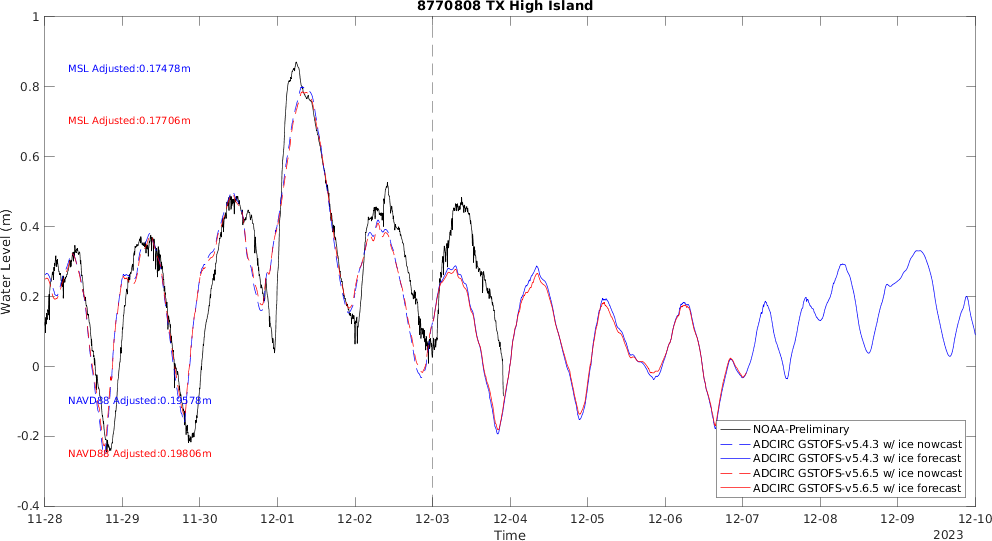 8770808 TX High Island
Water Level (m)
1
0.8
0.6
0.4
0.2
0
-0.2
-0.4
MSL Adjusted:0.17478m
MSL Adjusted:0.17706m
NAVD88 Adjusted:0.19578m
NAVD88 Adjusted:0.19806m
NOAA-Preliminary
ADCIRC GSTOFS-v5.4.3 w/ ice nowcast
ADCIRC GSTOFS-v5.4.3 w/ ice forecast
ADCIRC GSTOFS-v5.6.5 w/ ice nowcast
ADCIRC GSTOFS-v5.6.5 w/ ice forecast
11-28 11-29 11-30 12-01 12-02 12-03 12-04 12-05 12-06 12-07 12-08 12-09 12-10
Time
2023